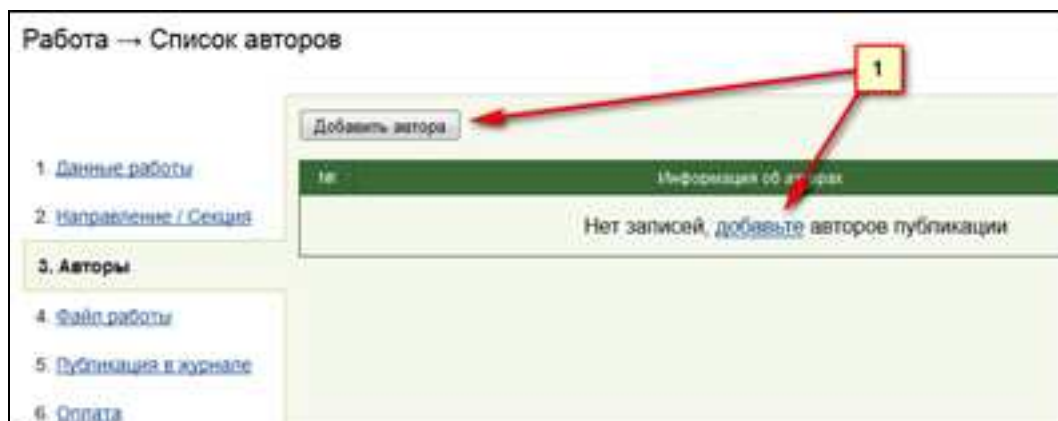 Работа → Список авторов
1
Добавить автора
1. Данные работы
2. Направление / Секция
3. Авторы
4. Файл работы
5. Публикация в журнале
6. Оплата
№ Информация об авторах
Нет записей, добавьте авторов публикации